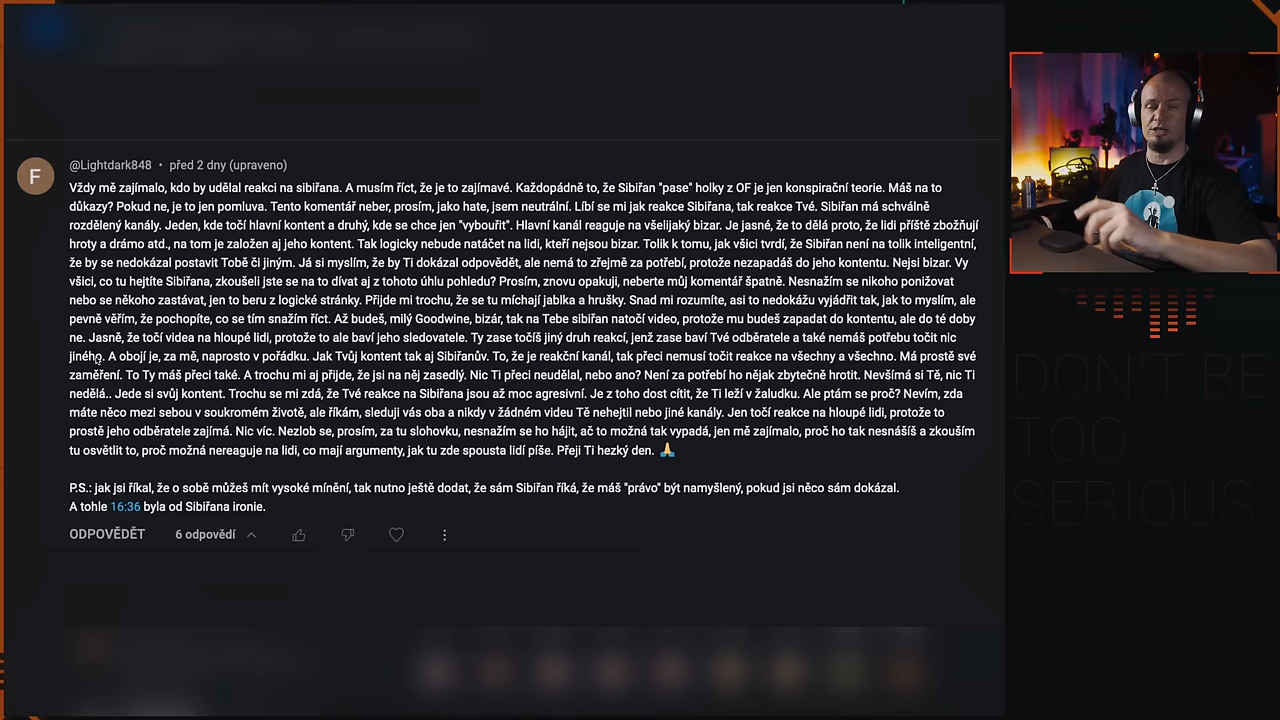 @Lightdark848 • před 2 dny (upraveno)
F
Vždy mě zajímalo, kdo by udělal reakci na sibiřana. A musím říct, že je to zajímavé. Každopádně to, že Sibiřan "pase" holky z OF je jen konspirační teorie. Máš na to
důkazy? Pokud ne, je to jen pomluva. Tento komentář neber, prosím, jako hate, jsem neutrální. Líbí se mi jak reakce Sibiřana, tak reakce Tvé. Sibiřan má schválně
rozdělený kanály. Jeden, kde točí hlavní kontent a druhý, kde se chce jen "vybouřit". Hlavní kanál reaguje na všelijaký bizar. Je jasné, že to dělá proto, že lidi příště zbožňují
hroty a drámo atd., na tom je založen aj jeho kontent. Tak logicky nebude natáčet na lidi, kteří nejsou bizar. Tolik k tomu, jak všici tvrdí, že Sibiřan není na tolik inteligentní,
že by se nedokázal postavit Tobě či jiným. Já si myslím, že by Ti dokázal odpovědět, ale nemá to zřejmě za potřebí, protože nezapadáš do jeho kontentu. Nejsi bizar. Vy
všici, co tu hejtíte Sibiřana, zkoušeli jste se na to dívat aj z tohoto úhlu pohledu? Prosím, znovu opakuji, neberte můj komentář špatně. Nesnažím se nikoho ponižovat
nebo se někoho zastávat, jen to beru z logické stránky. Přijde mi trochu, že se tu míchají jablka a hrušky. Snad mi rozumíte, asi to nedokážu vyjádřit tak, jak to myslím, ale
pevně věřím, že pochopíte, co se tím snažím říct. Až budeš, milý Goodwine, bizár, tak na Tebe sibiřan natočí video, protože mu budeš zapadat do kontentu, ale do té doby
ne. Jasně, že točí videa na hloupé lidi, protože to ale baví jeho sledovatele. Ty zase točíš jiný druh reakcí, jenž zase baví Tvé odběratele a také nemáš potřebu točit nic
jiného. A obojí je, za mě, naprosto v pořádku. Jak Tvůj kontent tak aj Sibiřanův. To, že je reakční kanál, tak přeci nemusí točit reakce na všechny a všechno. Má prostě své
zaměření. To Ty máš přeci také. A trochu mi aj přijde, že jsi na něj zasedlý. Nic Ti přeci neudělal, nebo ano? Není za potřebí ho nějak zbytečně hrotit. Nevšímá si Tě, nic Ti
nedělá.. Jede si svůj kontent. Trochu se mi zdá, že Tvé reakce na Sibiřana jsou až moc agresivní. Je z toho dost cítit, že Ti leží v žaludku. Ale ptám se proč? Nevím, zda
máte něco mezi sebou v soukromém životě, ale říkám, sleduji vás oba a nikdy v žádném videu Tě nehejtil nebo jiné kanály. Jen točí reakce na hloupé lidi, protože to
prostě jeho odběratele zajímá. Nic víc. Nezlob se, prosím, za tu slohovku, nesnažím se ho hájit, ač to možná tak vypadá, jen mě zajímalo, proč ho tak nesnášíš a zkouším
tu osvětlit to, proč možná nereaguje na lidi, co mají argumenty, jak tu zde spousta lidí píše. Přeji Ti hezký den. 🙏
P.S.: jak jsi říkal, že o sobě můžeš mít vysoké mínění, tak nutno ještě dodat, že sám Sibiřan říká, že máš "právo" být namyšlený, pokud jsi něco sám dokázal.
A tohle 16:36 byla od Sibiřana ironie.
ODPOVĚDĚT 6 odpovědí
DON'T BE
TOO
SERIOUS